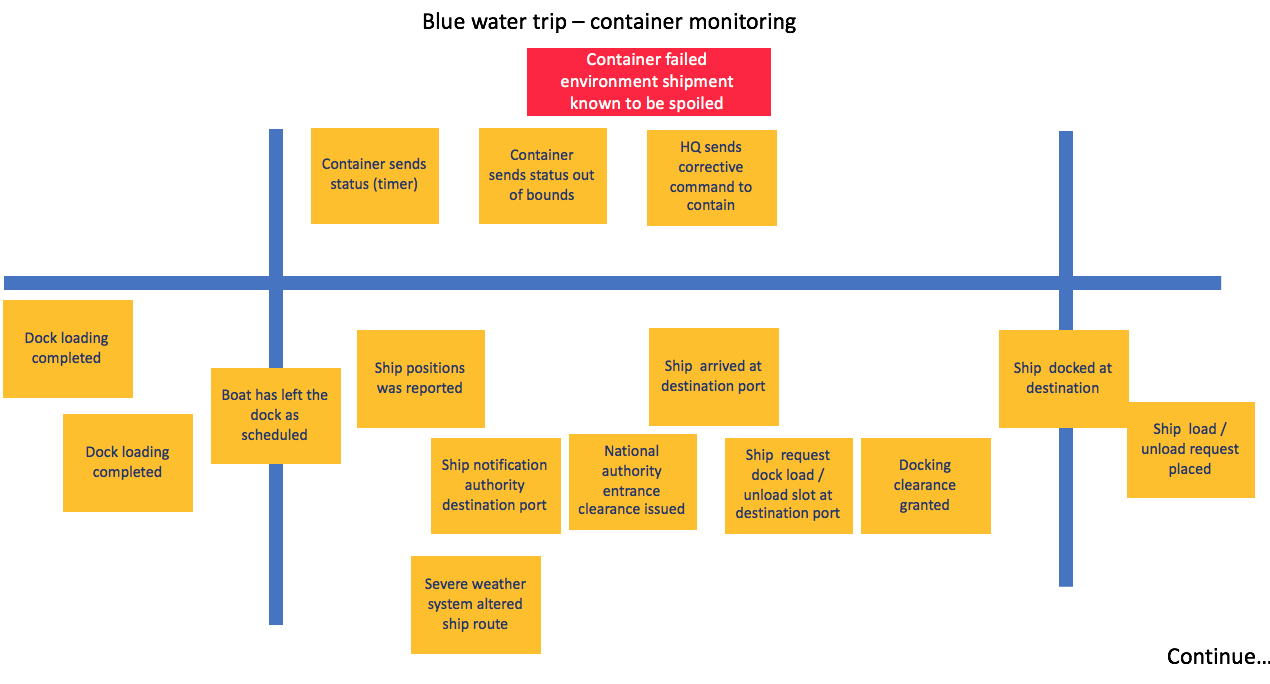 Blue water trip – container monitoring
Container failed
environment shipment
known to be spoiled
Container sends
status (timer)
Container
sends status out
of bounds
HQ sends
corrective
command to
contain
Dock loading
completed
Dock loading
completed
Boat has left the
dock as
scheduled
Ship positions
was reported
Ship notification
authority
destination port
Severe weather
system altered
ship route
National
authority
entrance
clearance issued
Ship arrived at
destination port
Ship request
dock load /
unload slot at
destination port
Docking
clearance
granted
Ship docked at
destination
Ship load /
unload request
placed
Continue…